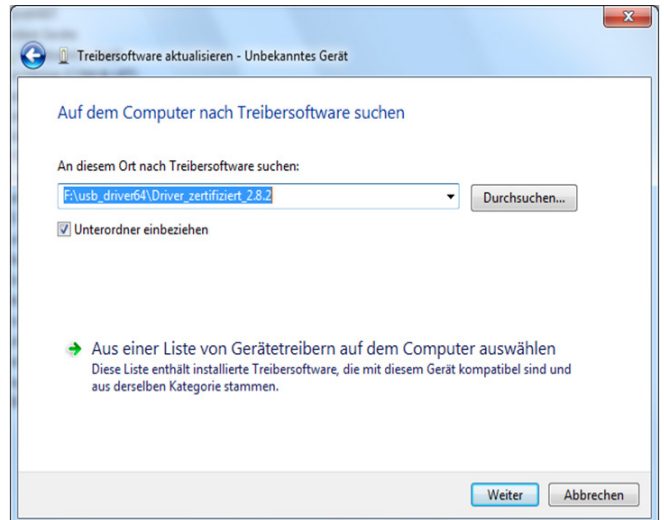 Treibersoftware aktualisieren - Unbekanntes Gerät
Auf dem Computer nach Treibersoftware suchen
An diesem Ort nach Treibersoftware suchen:
F:\usb_driver64\Driver_zertifiziert_2.8.2
Durchsuchen...
Unterordner einbeziehen
Aus einer Liste von Gerätetreibern auf dem Computer auswählen
Diese Liste enthält installierte Treibersoftware, die mit diesem Gerät kompatibel sind und
aus derselben Kategorie stammen.
Weiter
Abbrechen